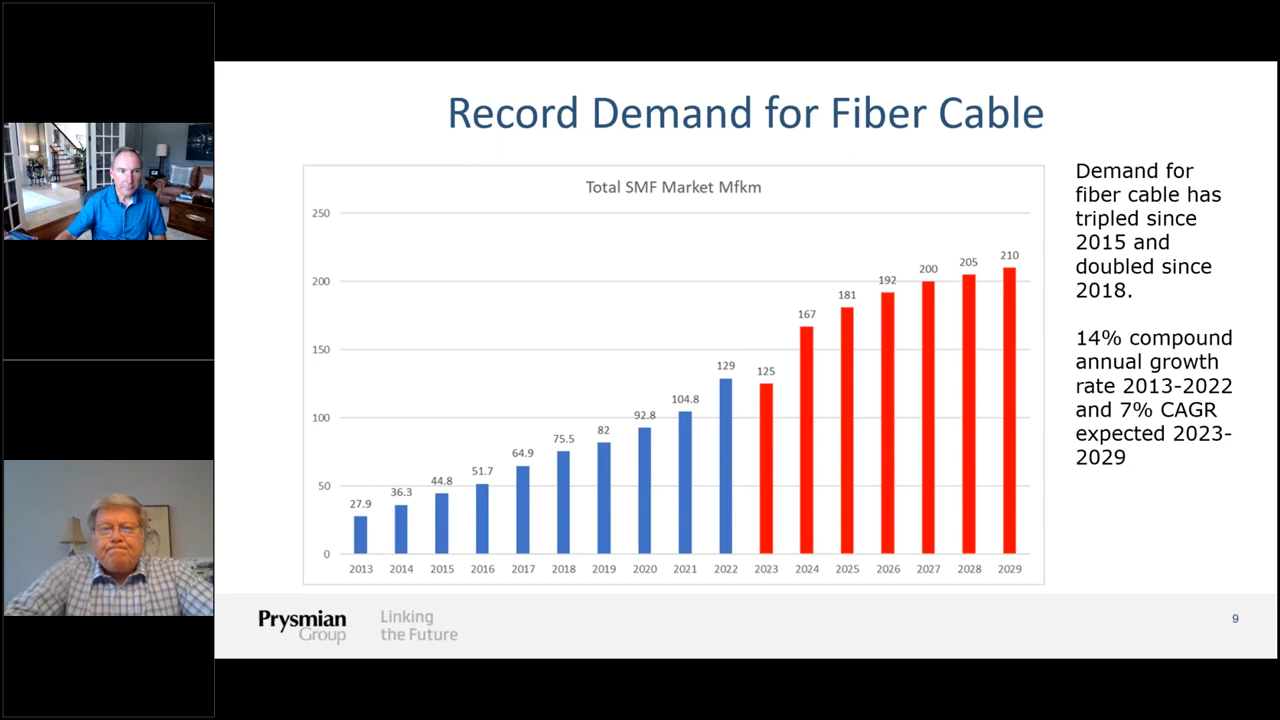 Record Demand for Fiber Cable
Total SMF Market Mfkm
250
200
150
100
50
0
27.9
36.3
44.8
51.7
64.9
75.5
82
92.8
104.8
129
125
167
181
192
200
205
210
2013
2014
2015
2016
2017
2018
2019
2020
2021
2022
2023
2024
2025
2026
2027
2028
2029
Demand for
fiber cable has
tripled since
2015 and
doubled since
2018.
14% compound
annual growth
rate 2013-2022
and 7% CAGR
expected 2023-
2029
Prysmian
Group
Linking
the Future
9